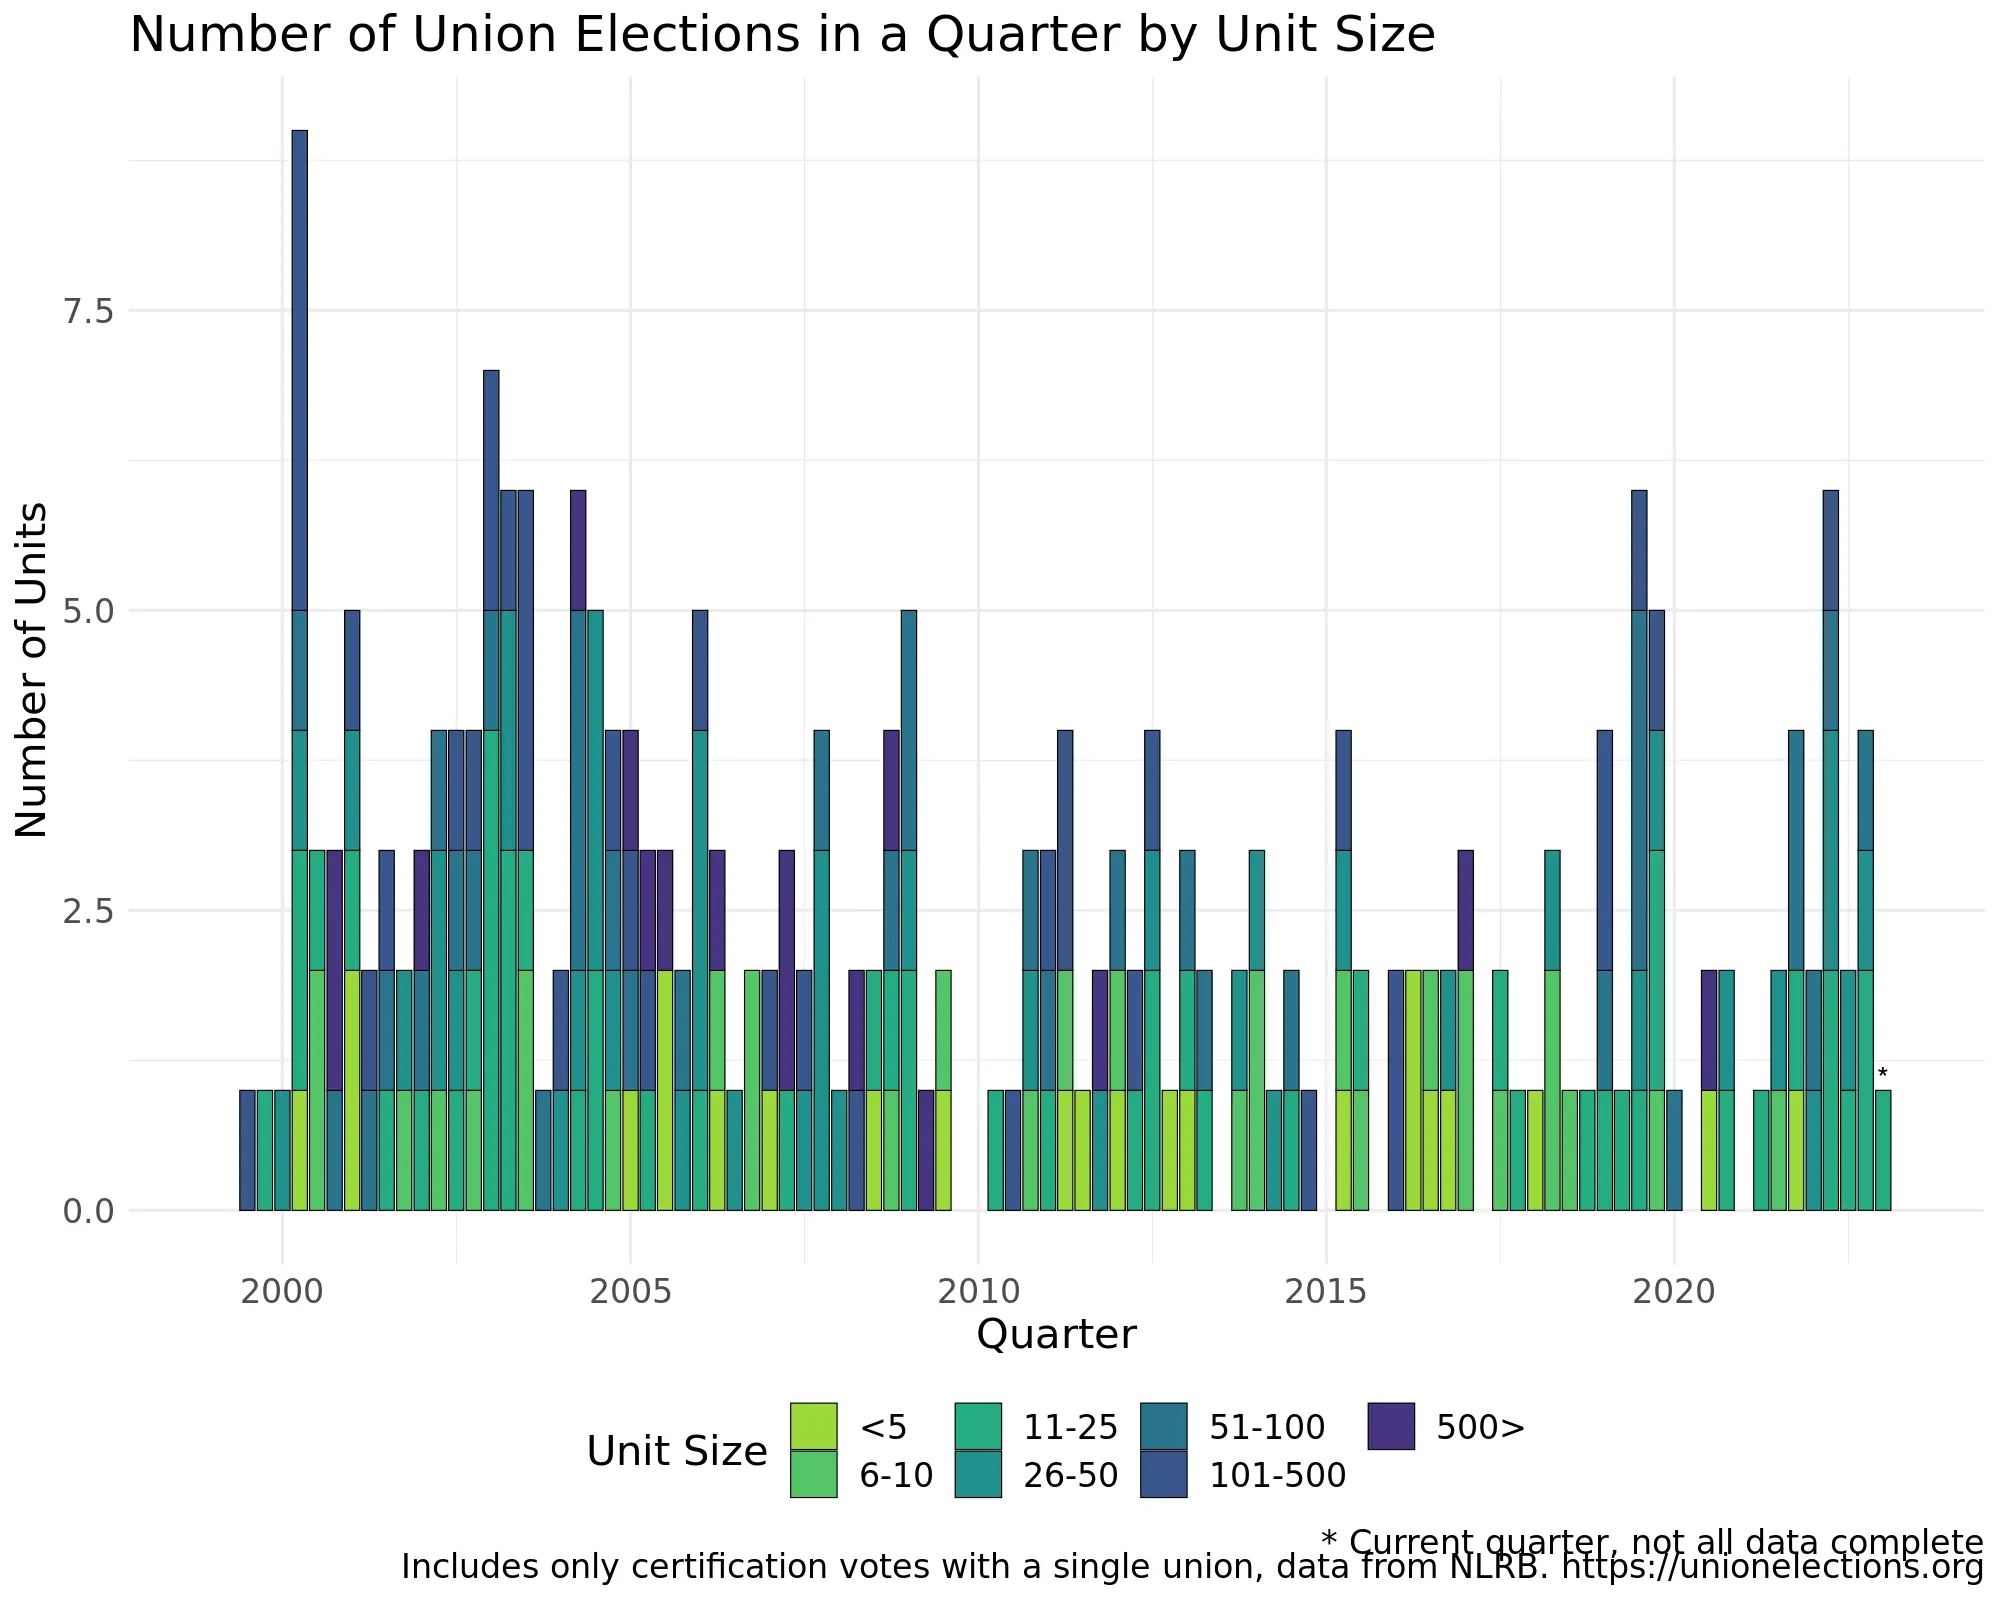 Number of Union Elections in a Quarter by Unit Size
Number of Units
7.5
5.0
2.5
0.0
*
2000 2005 2010 2015 2020
Quarter
Unit Size
<5 11-25 51-100 500>
6-10 26-50 101-500
* Current quarter, not all data complete
Includes only certification votes with a single union, data from NLRB. https://unionelections.org